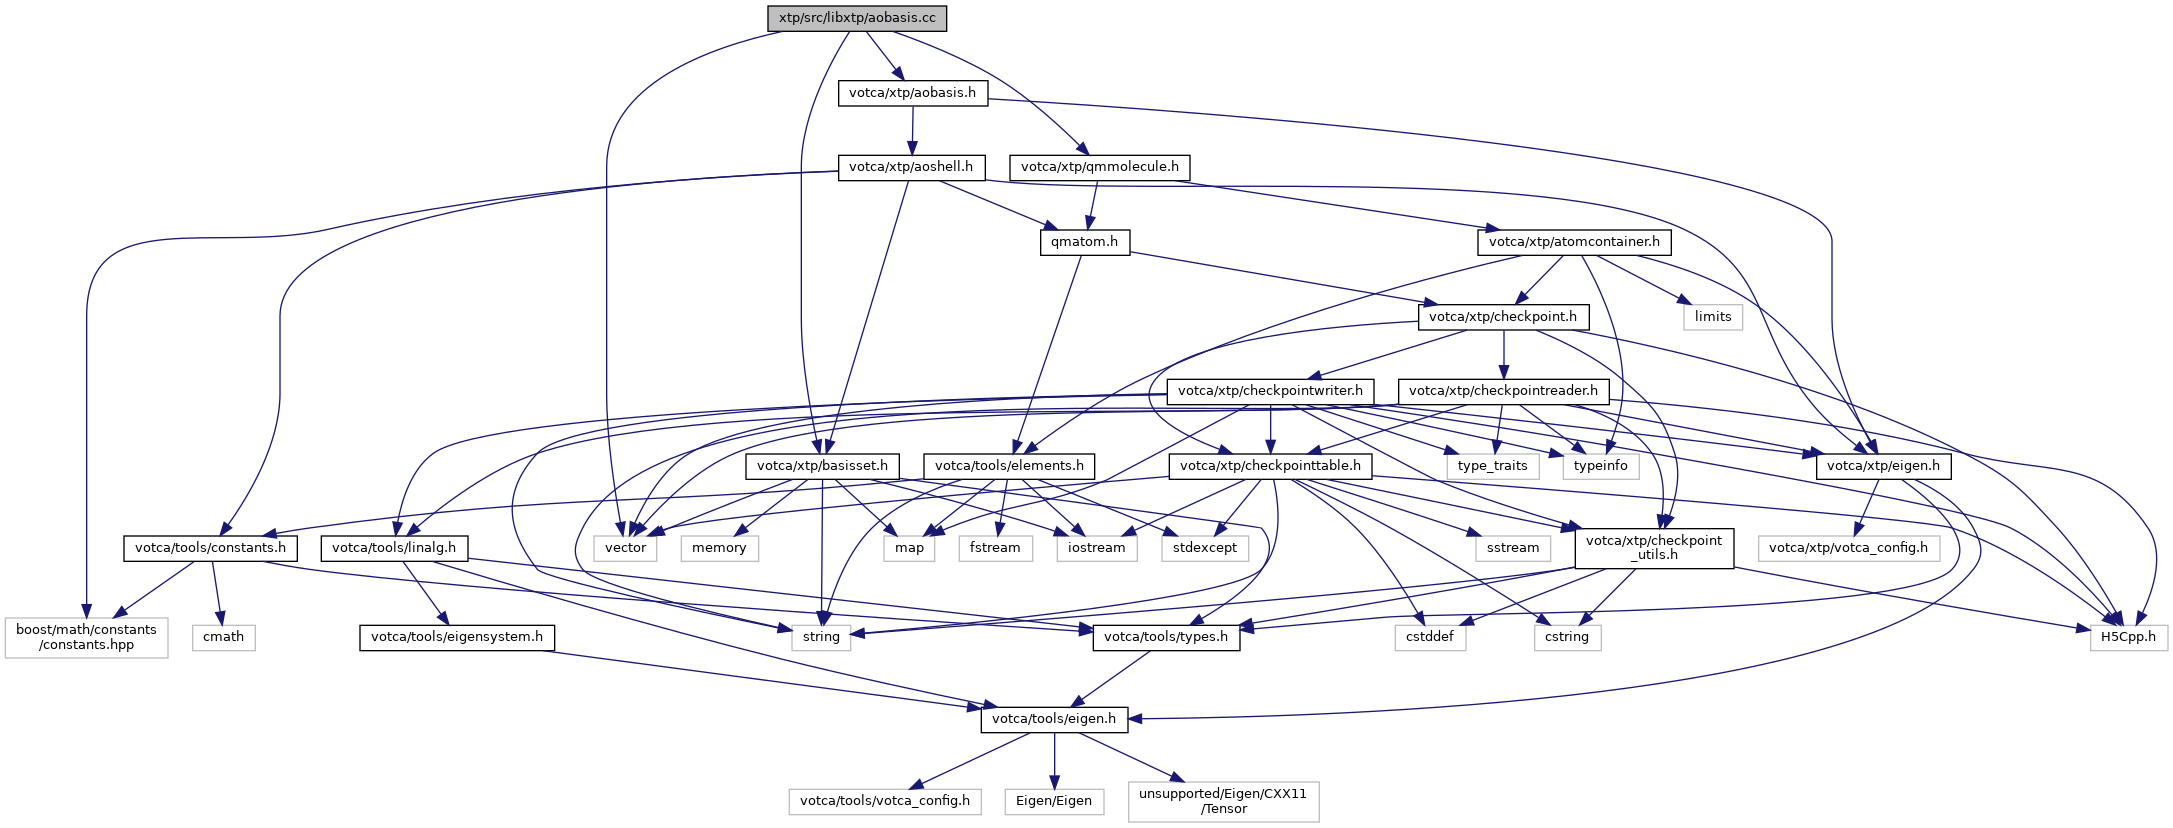 xtp/src/libxtp/aobasis.cc
votca/xtp/aobasis.h
votca/xtp/aoshell.h
votca/xtp/qmmolecule.h
qmatom.h
votca/xtp/atomcontainer.h
votca/xtp/checkpoint.h
limits
votca/xtp/checkpointwriter.h
votca/xtp/checkpointreader.h
votca/xtp/basisset.h
votca/tools/elements.h
votca/xtp/checkpointtable.h
type_traits
typeinfo
votca/xtp/eigen.h
votca/tools/constants.h
votca/tools/linalg.h
vector
memory
map
fstream
iostream
stdexcept
sstream
votca/xtp/checkpoint
_utils.h
votca/xtp/votca_config.h
boost/math/constants
/constants.hpp
cmath
votca/tools/eigensystem.h
string
votca/tools/types.h
cstddef
cstring
H5Cpp.h
votca/tools/eigen.h
votca/tools/votca_config.h
Eigen/Eigen
unsupported/Eigen/CXX11
/Tensor